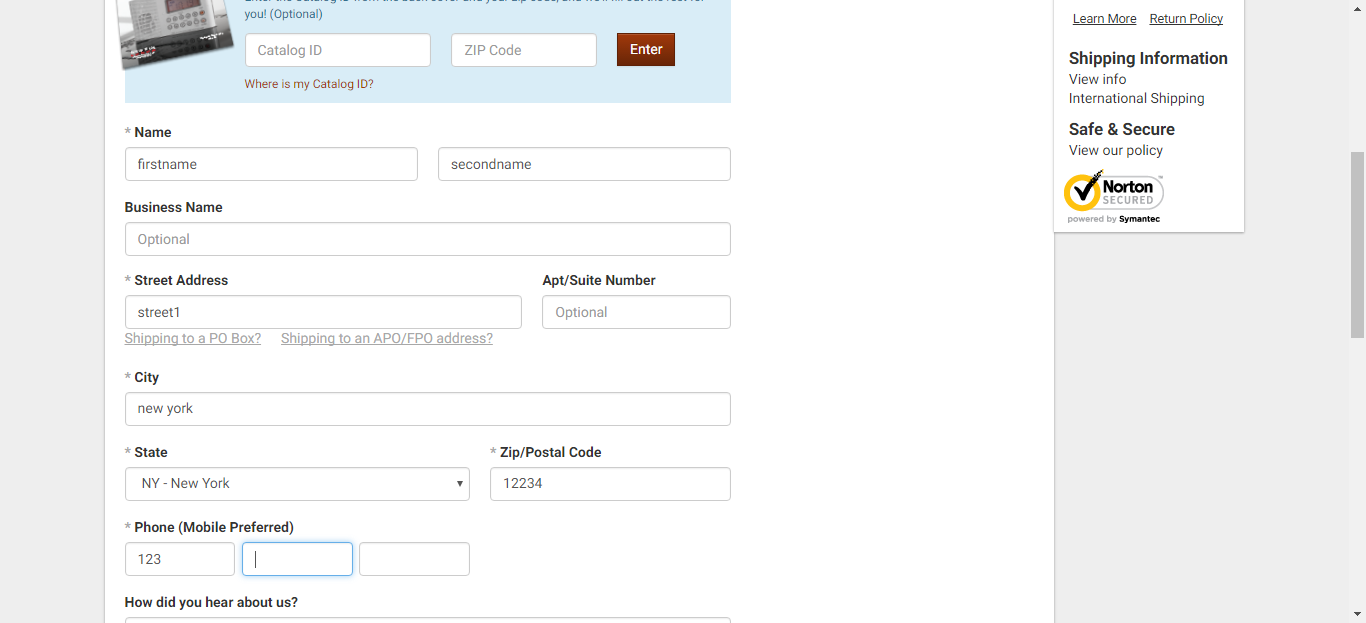 you! (Optional)
Catalog ID
ZIP Code
Enter
Where is my Catalog ID?
* Name
firstname
secondname
Business Name
Optional
* Street Address
Apt/Suite Number
street1
Optional
Shipping to a PO Box?
Shipping to an APO/FPO address?
* City
new york
* State
* Zip/Postal Code
NY - New York
12234
* Phone (Mobile Preferred)
123
How did you hear about us?
Learn More
Return Policy
Shipping Information
View info
International Shipping
Safe & Secure
View our policy
Norton
SECURED
powered by Symantec